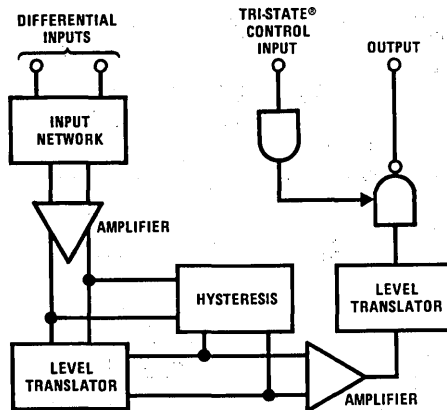 DIFFERENTIAL
INPUTS
TRI-STATE®
CONTROL
INPUT
OUTPUT
INPUT
NETWORK
AMPLIFIER
HYSTERESIS
LEVEL
TRANSLATOR
LEVEL
TRANSLATOR
AMPLIFIER